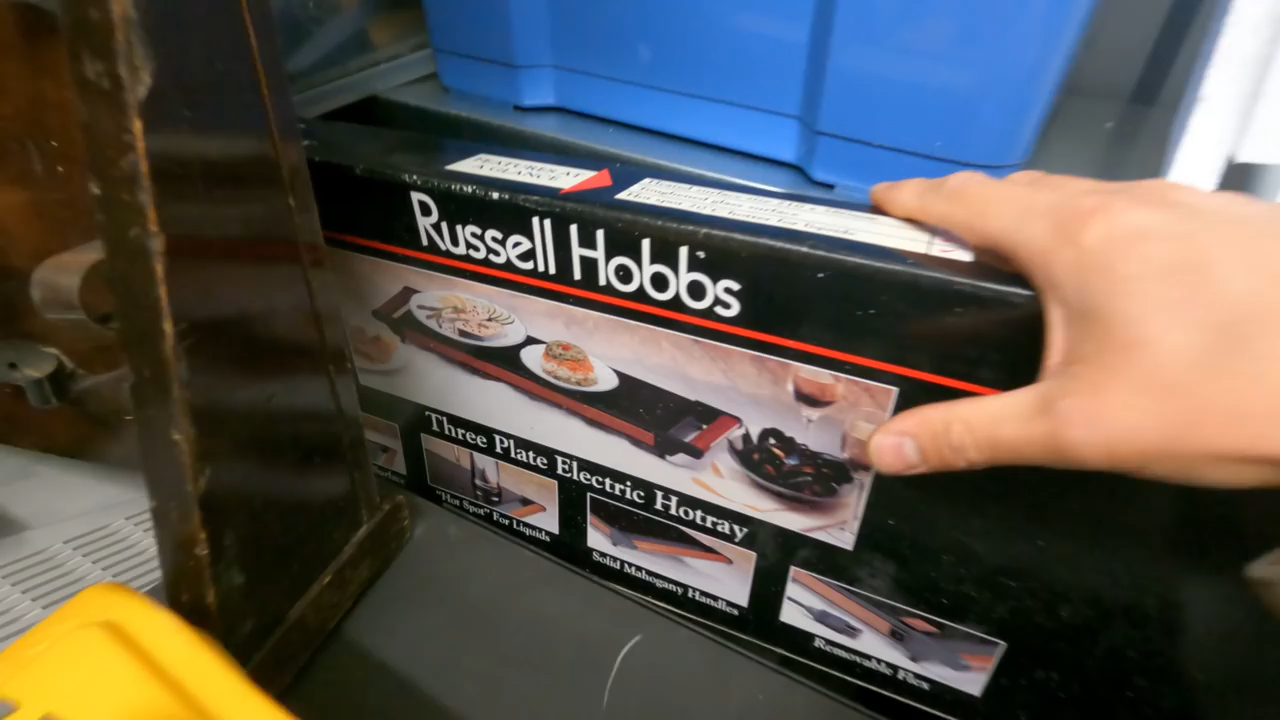 FEATURES AT
A GLANCE
Russell Hobbs
Three Plate Electric Hotray
"Hot Spot" For Liquids
Solid Mahogany Handles
Removable Flex